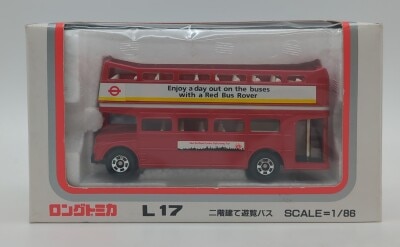 Enjoy a day out on the buses
with a Red Bus Rover
ロングトミカ L17 二階建て遊覧バス SCALE=1/86